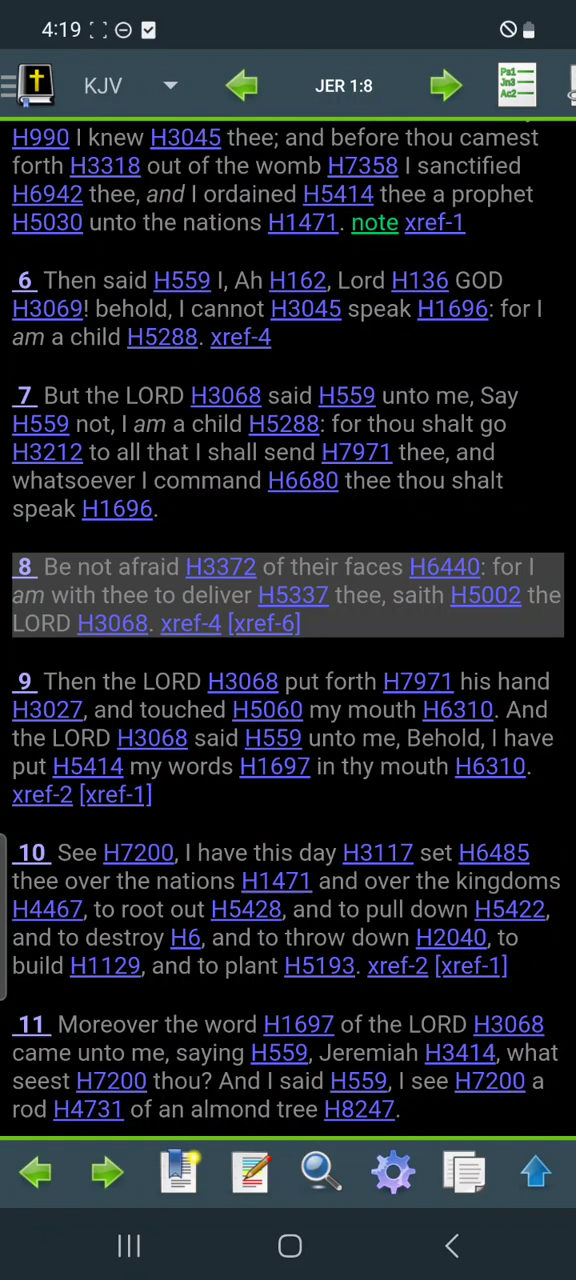 4:19
KJV JER 1:8
Ps1
Jn3
Ac2
H990 I knew H3045 thee; and before thou camest
forth H3318 out of the womb H7358 I sanctified
H6942 thee, and I ordained H5414 thee a prophet
H5030 unto the nations H1471. note xref-1
6 Then said H559 I, Ah H162, Lord H136 GOD
H3069! behold, I cannot H3045 speak H1696: for I
am a child H5288. xref-4
7 But the LORD H3068 said H559 unto me, Say
H559 not, I am a child H5288: for thou shalt go
H3212 to all that I shall send H7971 thee, and
whatsoever I command H6680 thee thou shalt
speak H1696.
8 Be not afraid H3372 of their faces H6440: for I
am with thee to deliver H5337 thee, saith H5002 the
LORD H3068. xref-4 [xref-6]
9 Then the LORD H3068 put forth H7971 his hand
H3027, and touched H5060 my mouth H6310. And
the LORD H3068 said H559 unto me, Behold, I have
put H5414 my words H1697 in thy mouth H6310.
xref-2 [xref-1]
10 See H7200, I have this day H3117 set H6485
thee over the nations H1471 and over the kingdoms
H4467, to root out H5428, and to pull down H5422,
and to destroy H6, and to throw down H2040, to
build H1129, and to plant H5193. xref-2 [xref-1]
11 Moreover the word H1697 of the LORD H3068
came unto me, saying H559, Jeremiah H3414, what
seest H7200 thou? And I said H559, I see H7200 a
rod H4731 of an almond tree H8247.